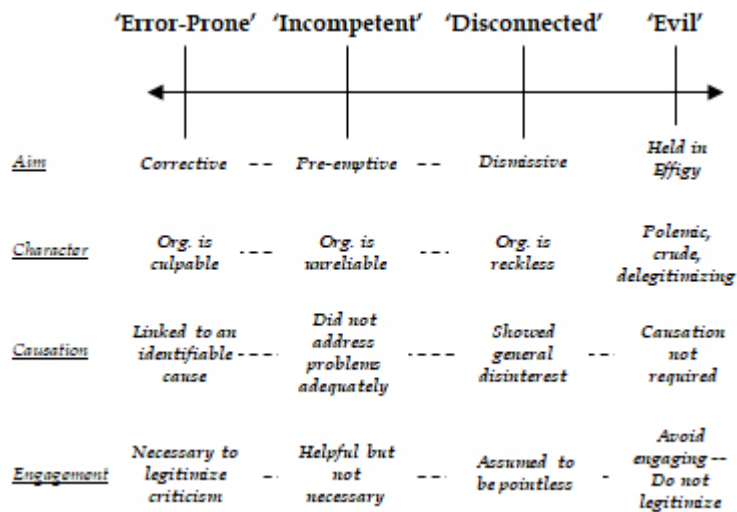 'Error-Prone' 'Incompetent' 'Disconnected' 'Evil'
Aim
Corrective -- Pre-emptive -- Dismissive
Held in
Effigy
Character
Org. is
culpable
---
Org. is
unreliable
---
Org. is
reckless
Polemic,
crude,
delegitimizing
Causation
Linked to an
identifiable
cause
----
Did not
address
problems
adequately
----
Showed
general
disinterest
--
Causation
not
required
Engagement
Necessary to
legitimize
criticism
--
Helpful but
not
necessary
--
Assumed to
be pointless
-
Avoid
engaging --
Do not
legitimize